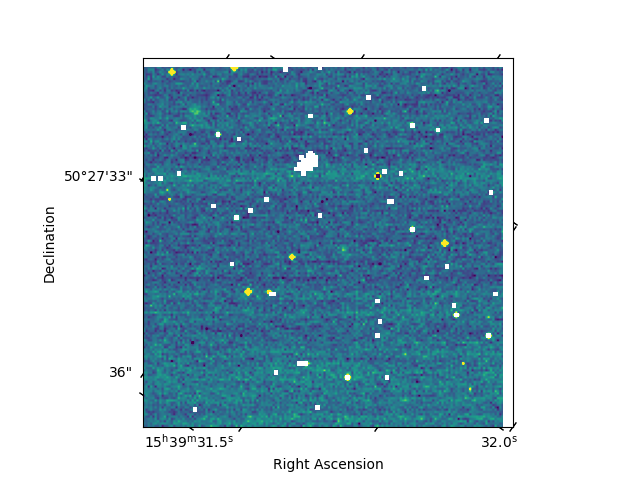 50°27'33"
Declination
36"
15ʰ39ᵐ31.5ˢ
32.0ˢ
Right Ascension